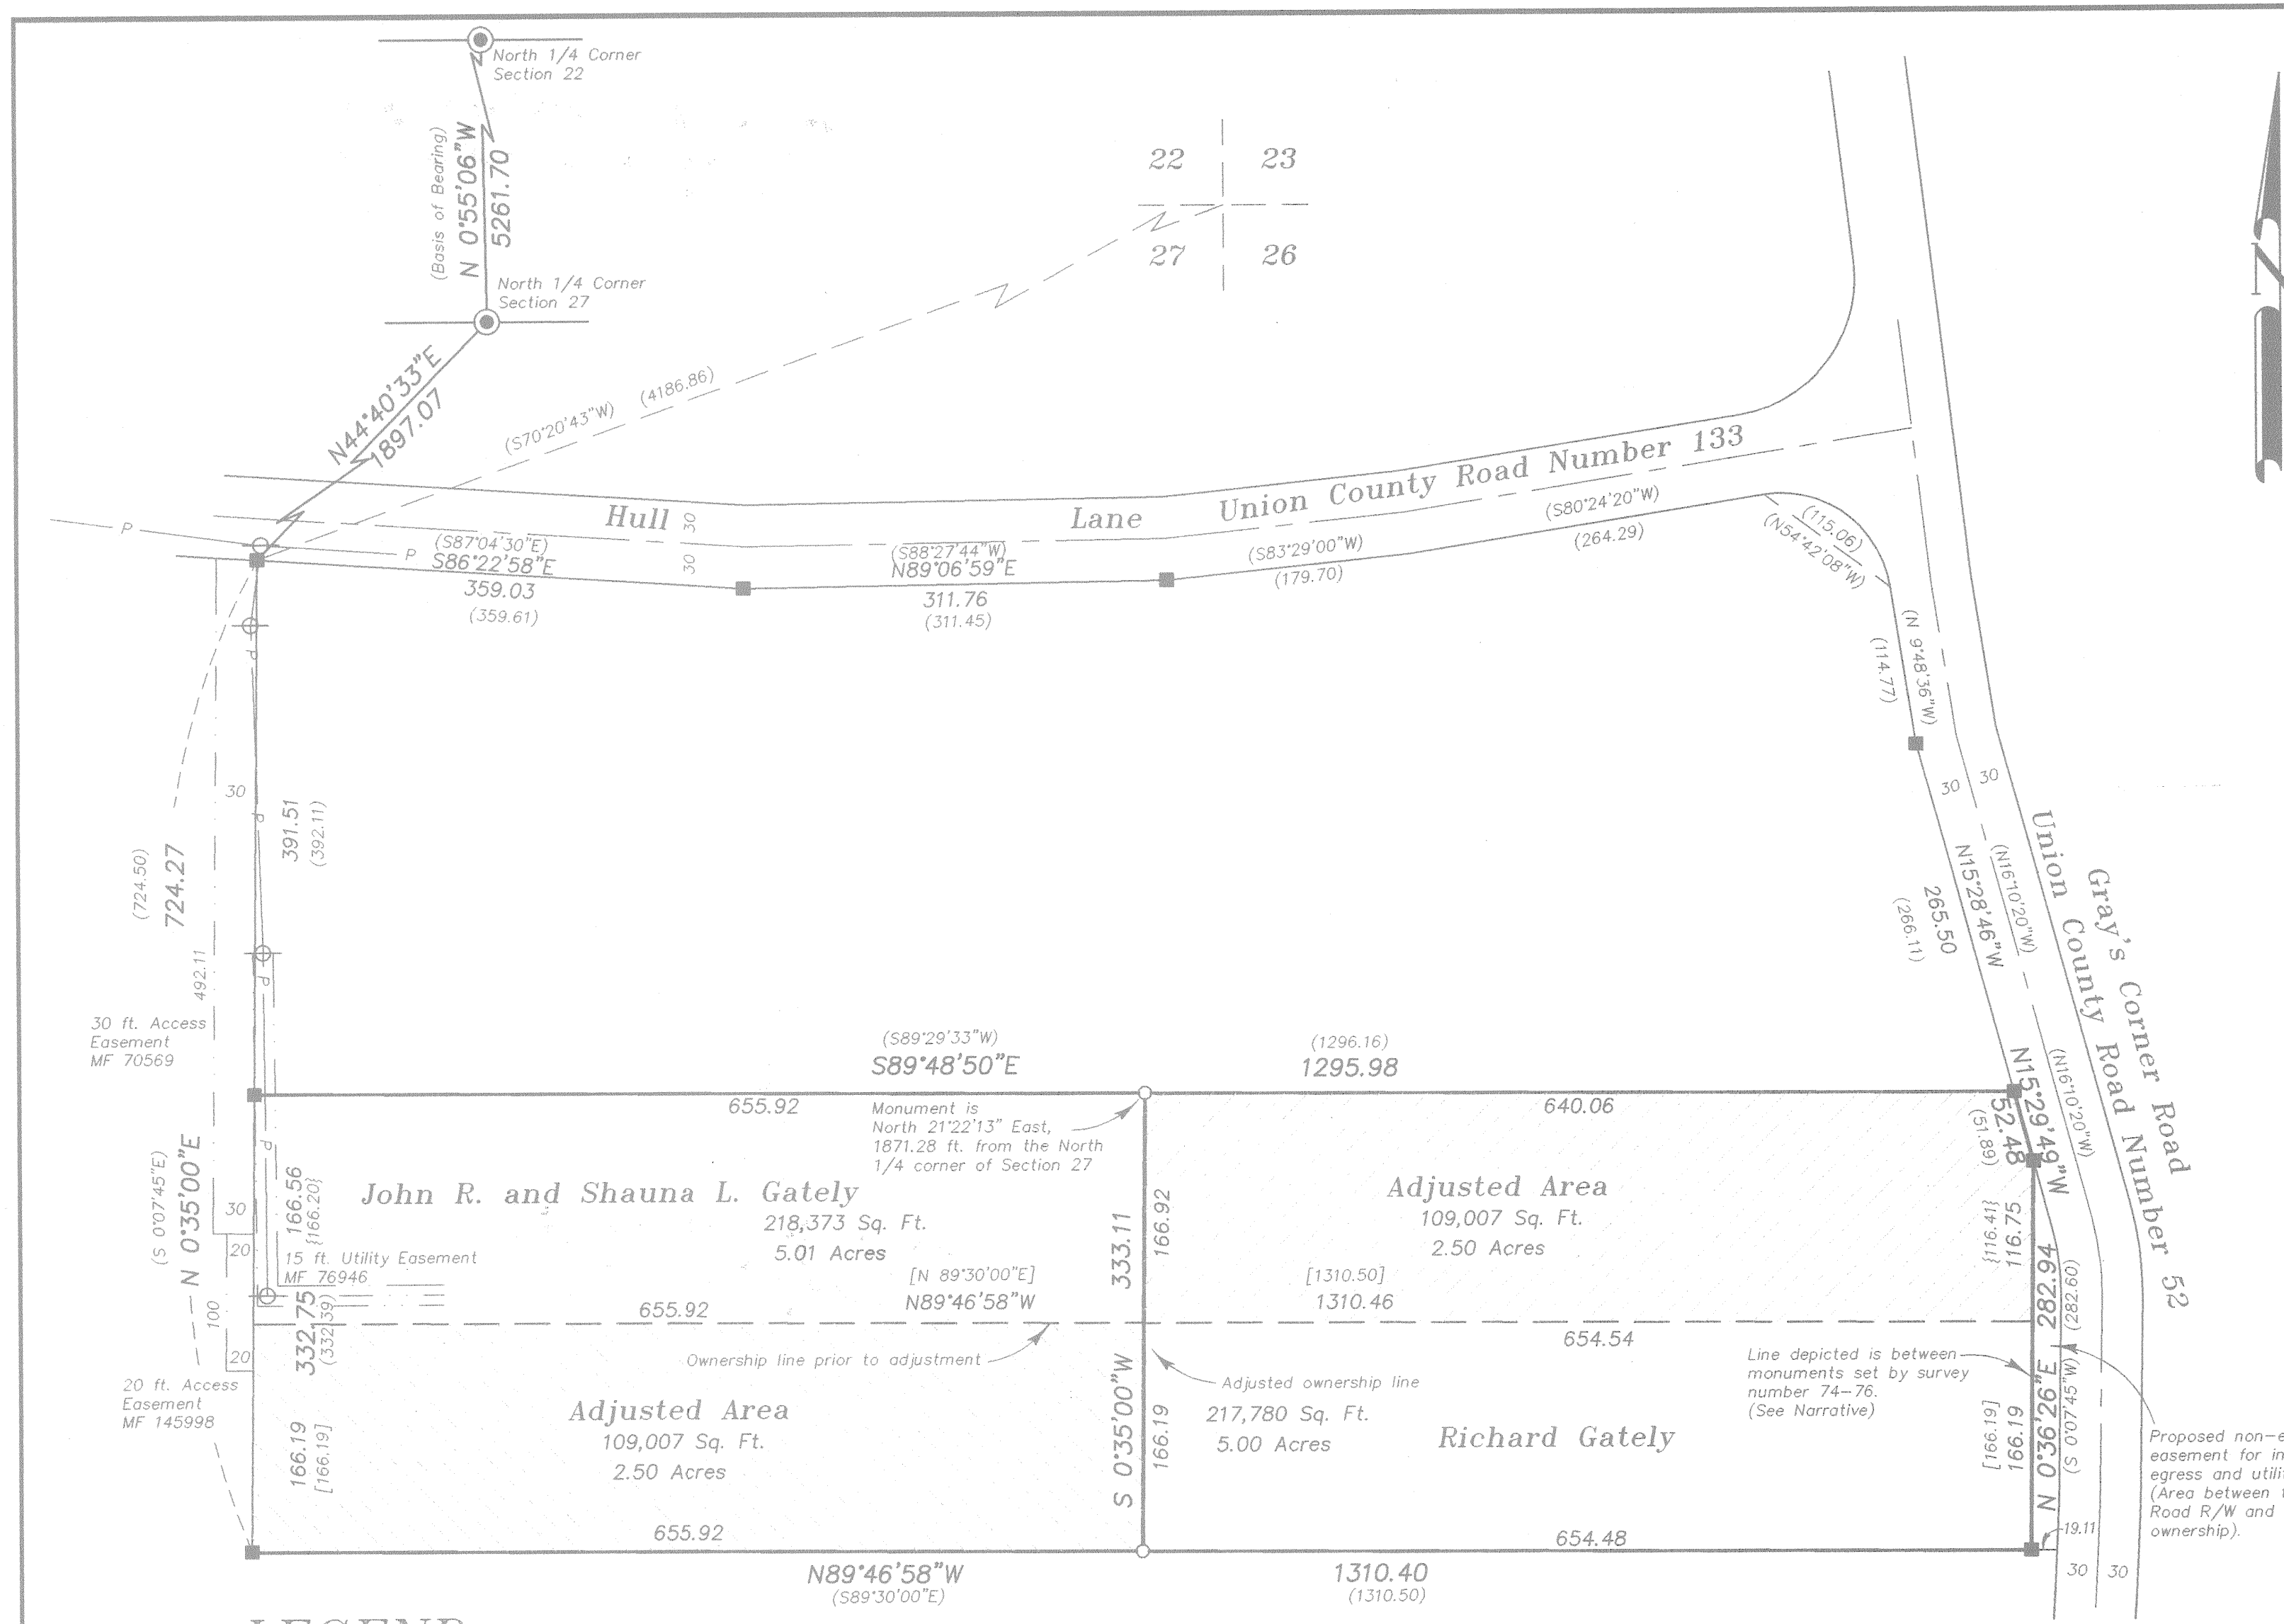 North 1/4 Corner
Section 22
(Basis of Bearing)
N 0°55'06"W
5261.70
North 1/4 Corner
Section 27
22 23
27 26
N
N44°40'33"E
1897.07
(S70°20'43"W) (4186.86)
Hull Lane Union County Road Number 133
30
30
P
P
(S87°04'30"E)
S86°22'58"E
359.03
(359.61)
(S88°27'44"W)
N89°06'59"E
311.76
(311.45)
(S83°29'00"W)
(179.70)
(S80°24'20"W)
(264.29)
(115.06)
(N54°42'08"W)
(N 9°48'36"W)
(114.77)
30 30
N15°28'46"W
(N16°10'20"W)
265.50
(266.11)
Gray's Corner Road
Union County Road Number 52
P
P
P
P
30
391.51
(392.11)
(724.50)
724.27
492.11
30 ft. Access
Easement
MF 70569
(S89°29'33"W)
S89°48'50"E
(1296.16)
1295.98
655.92
640.06
Monument is
North 21°22'13" East,
1871.28 ft. from the North
1/4 corner of Section 27
N15°29'49"W
52.48
(51.89)
(N16°10'20"W)
(S 0°07'45"E)
N 0°35'00"E
166.56
{166.20}
30
20
John R. and Shauna L. Gately
218,373 Sq. Ft.
5.01 Acres
15 ft. Utility Easement
MF 76946
333.11
166.92
Adjusted Area
109,007 Sq. Ft.
2.50 Acres
{116.41}
116.75
282.94
(282.60)
[N 89°30'00"E]
N89°46'58"W
[1310.50]
1310.46
655.92
654.54
332.75
(332.39)
100
20
Ownership line prior to adjustment
Adjusted ownership line
Line depicted is between
monuments set by survey
number 74-76.
(See Narrative)
20 ft. Access
Easement
MF 145998
166.19
[166.19]
Adjusted Area
109,007 Sq. Ft.
2.50 Acres
S 0°35'00"W
166.19
217,780 Sq. Ft.
5.00 Acres
Richard Gately
[166.19]
166.19
N 0°36'26"E
(S 0°07'45"W)
Proposed non-e
easement for in
egress and utili
(Area between t
Road R/W and
ownership).
19.11
30 30
655.92
654.48
N89°46'58"W
(S89°30'00"E)
1310.40
(1310.50)
LEGEND